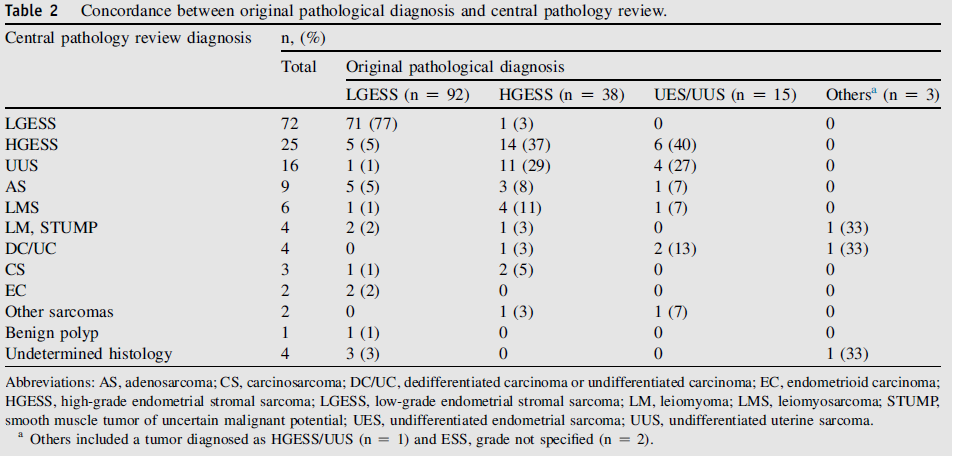 Table 2 Concordance between original pathological diagnosis and central pathology review.
Central pathology review diagnosis n, (%)
Total Original pathological diagnosis
LGESS (n = 92) HGESS (n = 38) UES/UUS (n = 15) Othersᵃ (n = 3)
LGESS 72 71 (77) 1 (3) 0 0
HGESS 25 5 (5) 14 (37) 6 (40) 0
UUS 16 1 (1) 11 (29) 4 (27) 0
AS 9 5 (5) 3 (8) 1 (7) 0
LMS 6 1 (1) 4 (11) 1 (7) 0
LM, STUMP 4 2 (2) 1 (3) 0 1 (33)
DC/UC 4 0 1 (3) 2 (13) 1 (33)
CS 3 1 (1) 2 (5) 0 0
EC 2 2 (2) 0 0 0
Other sarcomas 2 0 1 (3) 1 (7) 0
Benign polyp 1 1 (1) 0 0 0
Undetermined histology 4 3 (3) 0 0 1 (33)
Abbreviations: AS, adenosarcoma; CS, carcinosarcoma; DC/UC, dedifferentiated carcinoma or undifferentiated carcinoma; EC, endometrioid carcinoma;
HGESS, high-grade endometrial stromal sarcoma; LGESS, low-grade endometrial stromal sarcoma; LM, leiomyoma; LMS, leiomyosarcoma; STUMP,
smooth muscle tumor of uncertain malignant potential; UES, undifferentiated endometrial sarcoma; UUS, undifferentiated uterine sarcoma.
ᵃ Others included a tumor diagnosed as HGESS/UUS (n = 1) and ESS, grade not specified (n = 2).